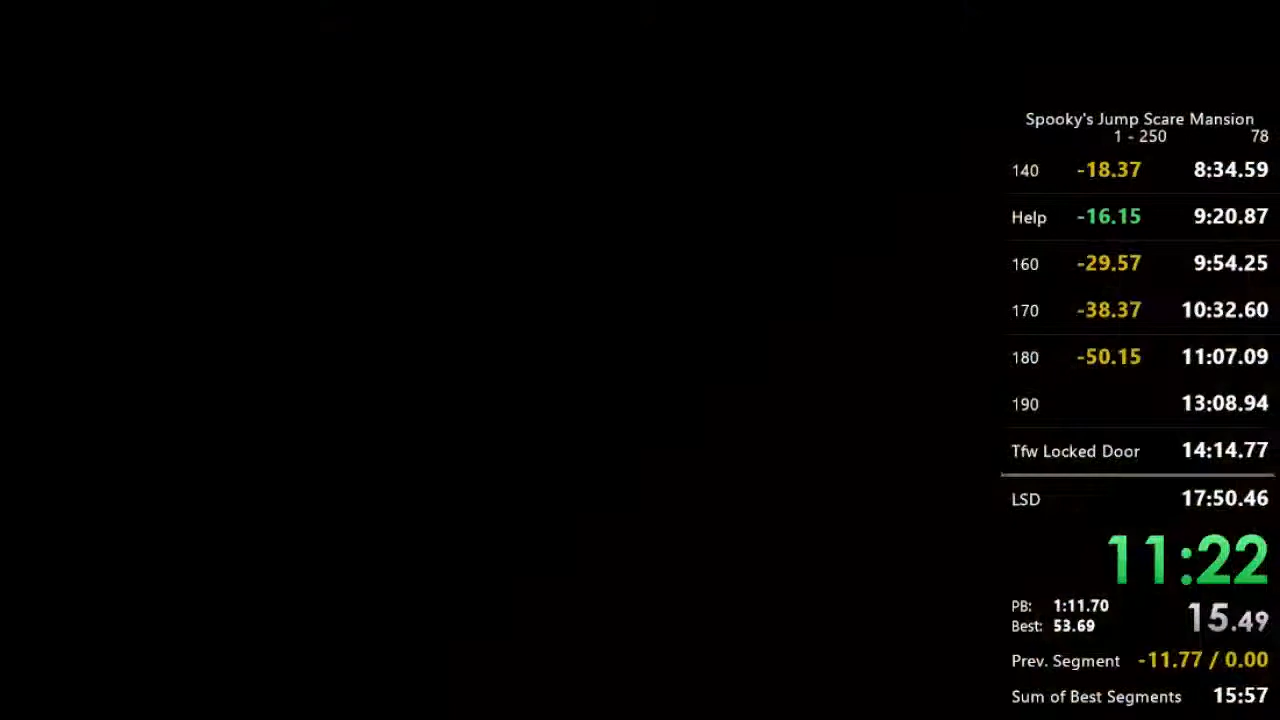 Spooky's Jump Scare Mansion
1 - 250 78
140 -18.37 8:34.59
Help -16.15 9:20.87
160 -29.57 9:54.25
170 -38.37 10:32.60
180 -50.15 11:07.09
190 13:08.94
Tfw Locked Door 14:14.77
LSD 17:50.46
11:22
PB: 1:11.70 15.49
Best: 53.69
Prev. Segment -11.77 / 0.00
Sum of Best Segments 15:57